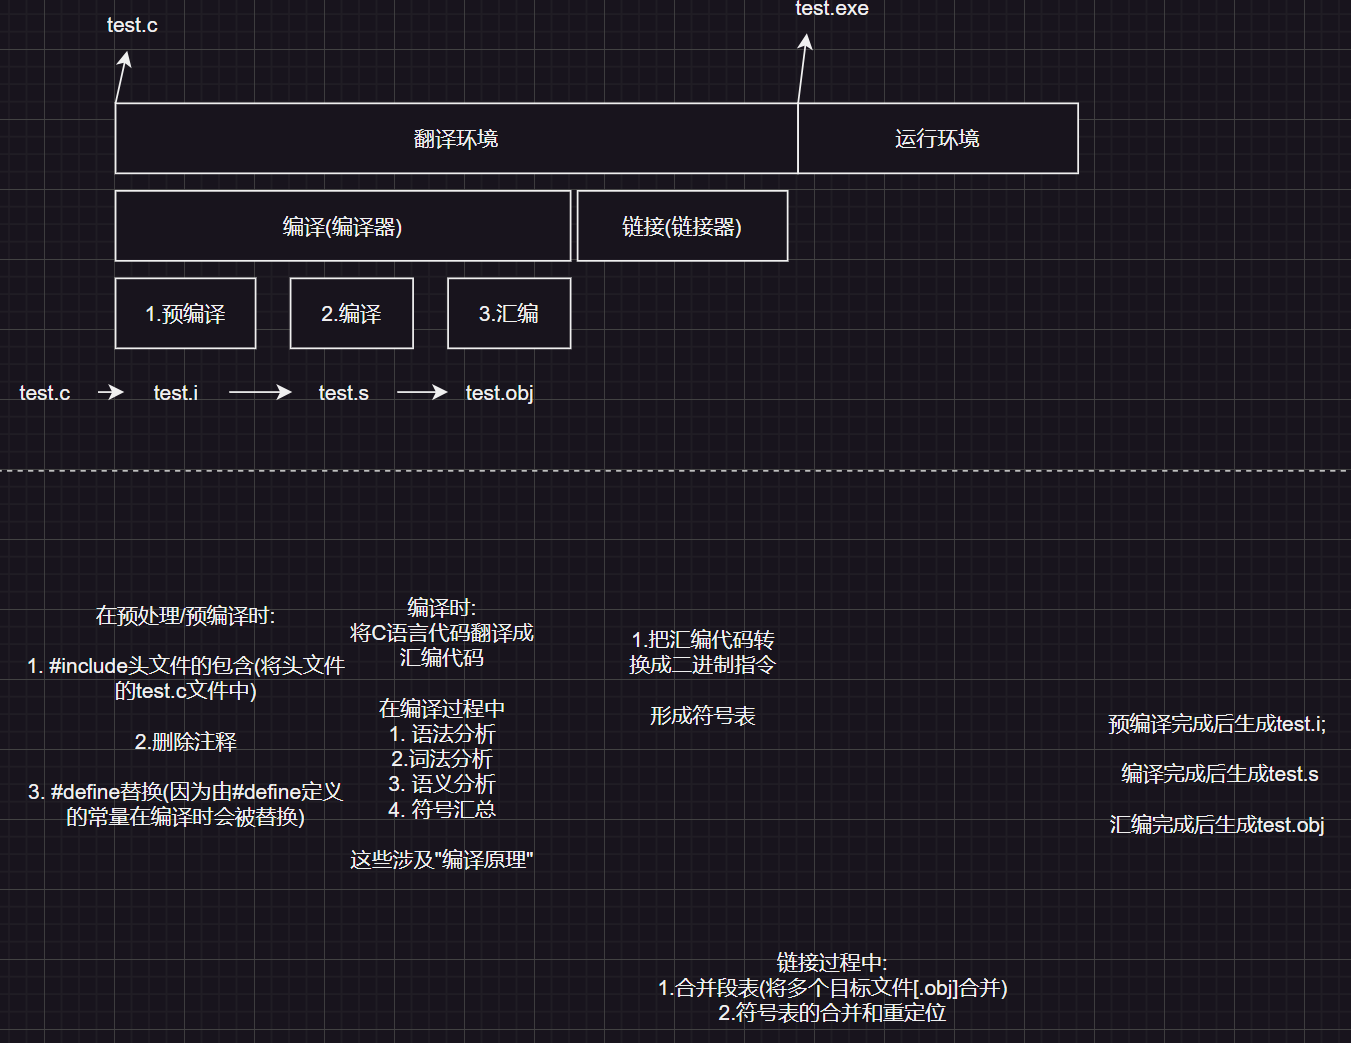 test.c
test.exe
翻译环境
运行环境
编译(编译器)
链接(链接器)
1.预编译
2.编译
3.汇编
test.c
test.i
test.s
test.obj
在预处理/预编译时:
1. #include头文件的包含(将头文件
的test.c文件中)
2.删除注释
3. #define替换(因为由#define定义
的常量在编译时会被替换)
编译时:
将C语言代码翻译成
汇编代码
在编译过程中
1. 语法分析
2.词法分析
3. 语义分析
4. 符号汇总
这些涉及"编译原理"
1.把汇编代码转
换成二进制指令
形成符号表
预编译完成后生成test.i;
编译完成后生成test.s
汇编完成后生成test.obj
链接过程中:
1.合并段表(将多个目标文件[.obj]合并)
2.符号表的合并和重定位